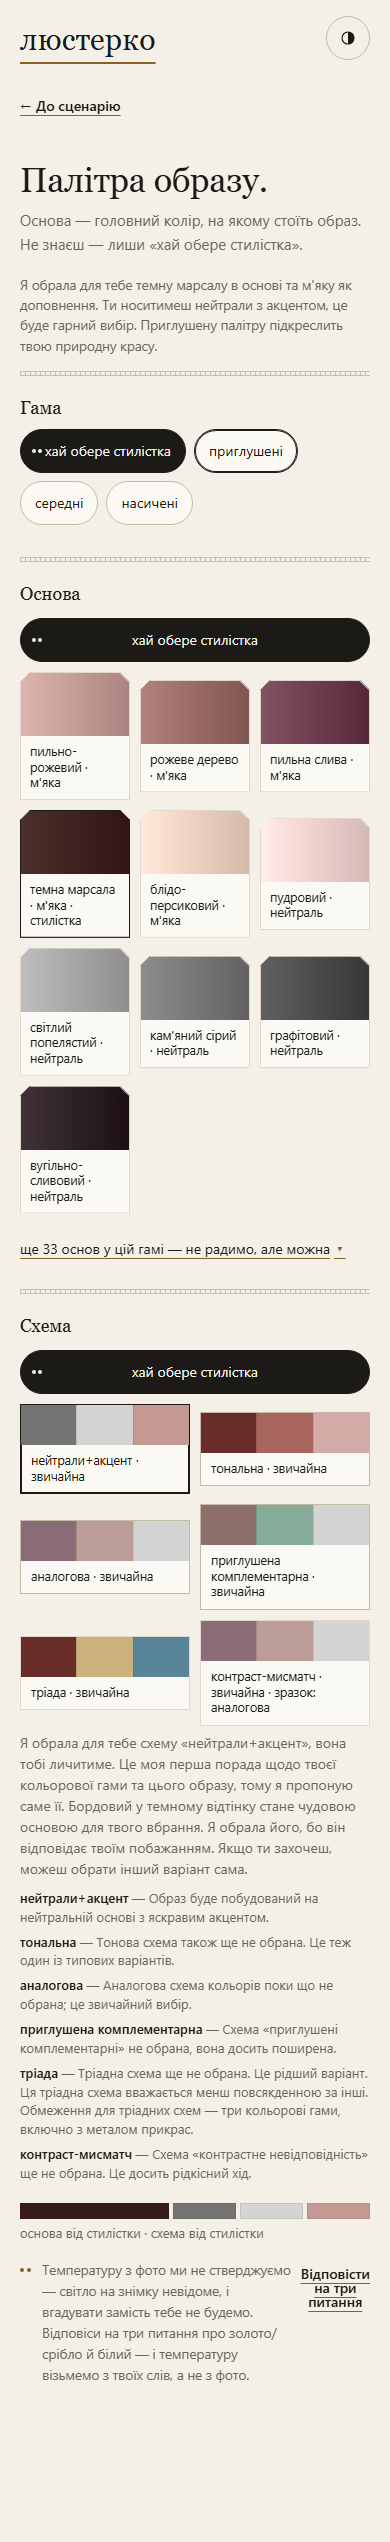 люстерко
← До сценарію
Палітра образу.
Основа — головний колір, на якому стоїть образ.
Не знаєш — лиши «хай обере стилістка».
Я обрала для тебе темну марсалу в основі та м'яку як
доповнення. Ти носитимеш нейтрали з акцентом, це
буде гарний вибір. Приглушену палітру підкреслить
твою природну красу.
Гама
хай обере стилістка
приглушені
середні
насичені
Основа
хай обере стилістка
пильно-
рожевий ·
м'яка
рожеве дерево
· м'яка
пильна слива ·
м'яка
темна марсала
· м'яка ·
стилістка
блідо-
персиковий ·
м'яка
пудровий ·
нейтраль
світлий
попелястий ·
нейтраль
кам'яний сірий
· нейтраль
графітовий ·
нейтраль
вугільно-
сливовий ·
нейтраль
ще 33 основ у цій гамі — не радимо, але можна ▾
Схема
хай обере стилістка
нейтрали+акцент ·
звичайна
тональна · звичайна
аналогова · звичайна
приглушена
комплементарна ·
звичайна
тріада · звичайна
контраст-мисматч ·
звичайна · зразок:
аналогова
Я обрала для тебе схему «нейтрали+акцент», вона
тобі личитиме. Це моя перша порада щодо твоєї
кольорової гами та цього образу, тому я пропоную
саме її. Бордовий у темному відтінку стане чудовою
основою для твого вбрання. Я обрала його, бо він
відповідає твоїм побажанням. Якщо ти захочеш,
можеш обрати інший варіант сама.
нейтрали+акцент — Образ буде побудований на
нейтральній основі з яскравим акцентом.
тональна — Тонова схема також ще не обрана. Це теж
один із типових варіантів.
аналогова — Аналогова схема кольорів поки що не
обрана; це звичайний вибір.
приглушена комплементарна — Схема «приглушені
комплементарні» не обрана, вона досить поширена.
тріада — Тріадна схема ще не обрана. Це рідший варіант.
Ця тріадна схема вважається менш повсякденною за інші.
Обмеження для тріадних схем — три кольорові гами,
включно з металом прикрас.
контраст-мисматч — Схема «контрастне невідповідність»
ще не обрана. Це досить рідкісний хід.
основа від стилістки · схема від стилістки
Температуру з фото ми не стверджуємо
— світло на знімку невідоме, і
вгадувати замість тебе не будемо.
Відповіси на три питання про золото/
срібло й білий — і температуру
візьмемо з твоїх слів, а не з фото.
Відповісти
на три
питання